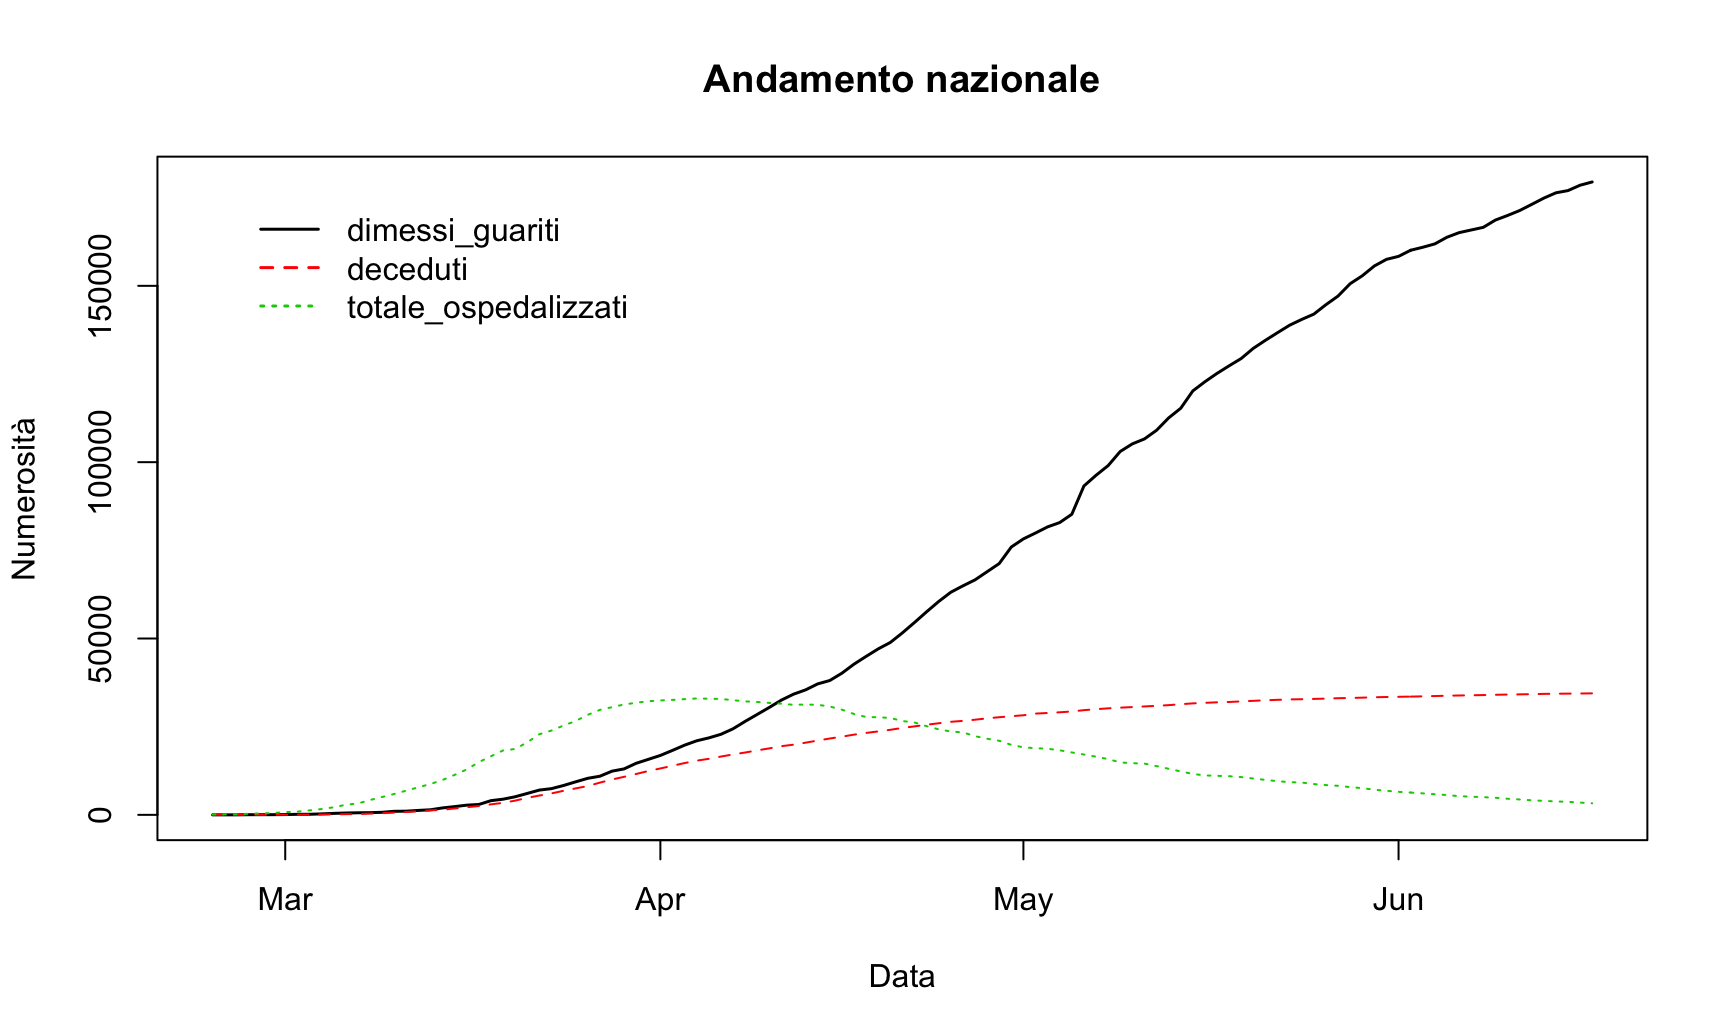 Andamento nazionale
dimessi_guariti
deceduti
totale_ospedalizzati
Numerosità
150000
100000
50000
0
Mar Apr May Jun
Data